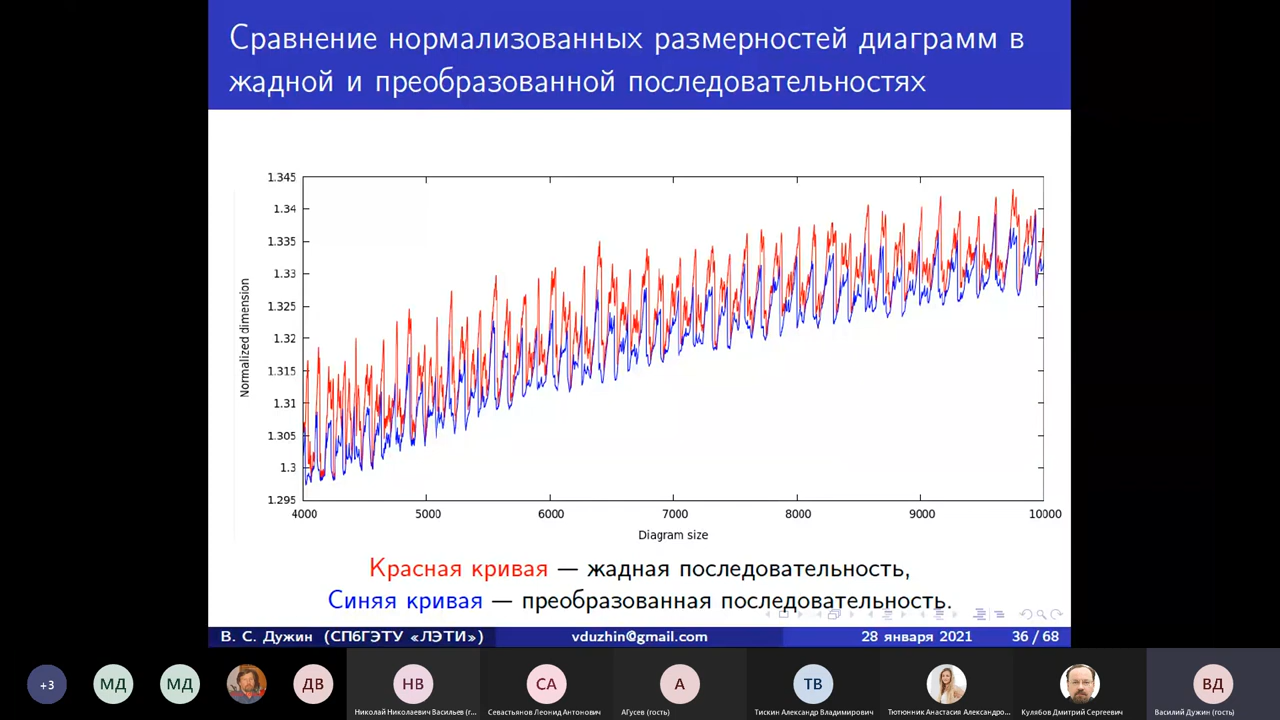 Сравнение нормализованных размерностей диаграмм в
жадной и преобразованной последовательностях
1.345
1.34
1.335
1.33
1.325
1.32
1.315
1.31
1.305
1.3
1.295
Normalized dimension
4000 5000 6000 7000 8000 9000 10000
Diagram size
Красная кривая — жадная последовательность,
Синяя кривая — преобразованная последовательность.
В. С. Дужин (СПбГЭТУ «ЛЭТИ») vduzhin@gmail.com 28 января 2021 36 / 68
+3 МД МД ДВ НВ СА А ТВ ВД
Николай Николаевич Васильев (г... Севастьянов Леонид Антонович АГусев (гость) Тискин Александр Владимирович Тютюнник Анастасия Александро... Кулябов Дмитрий Сергеевич Василий Дужин (гость)